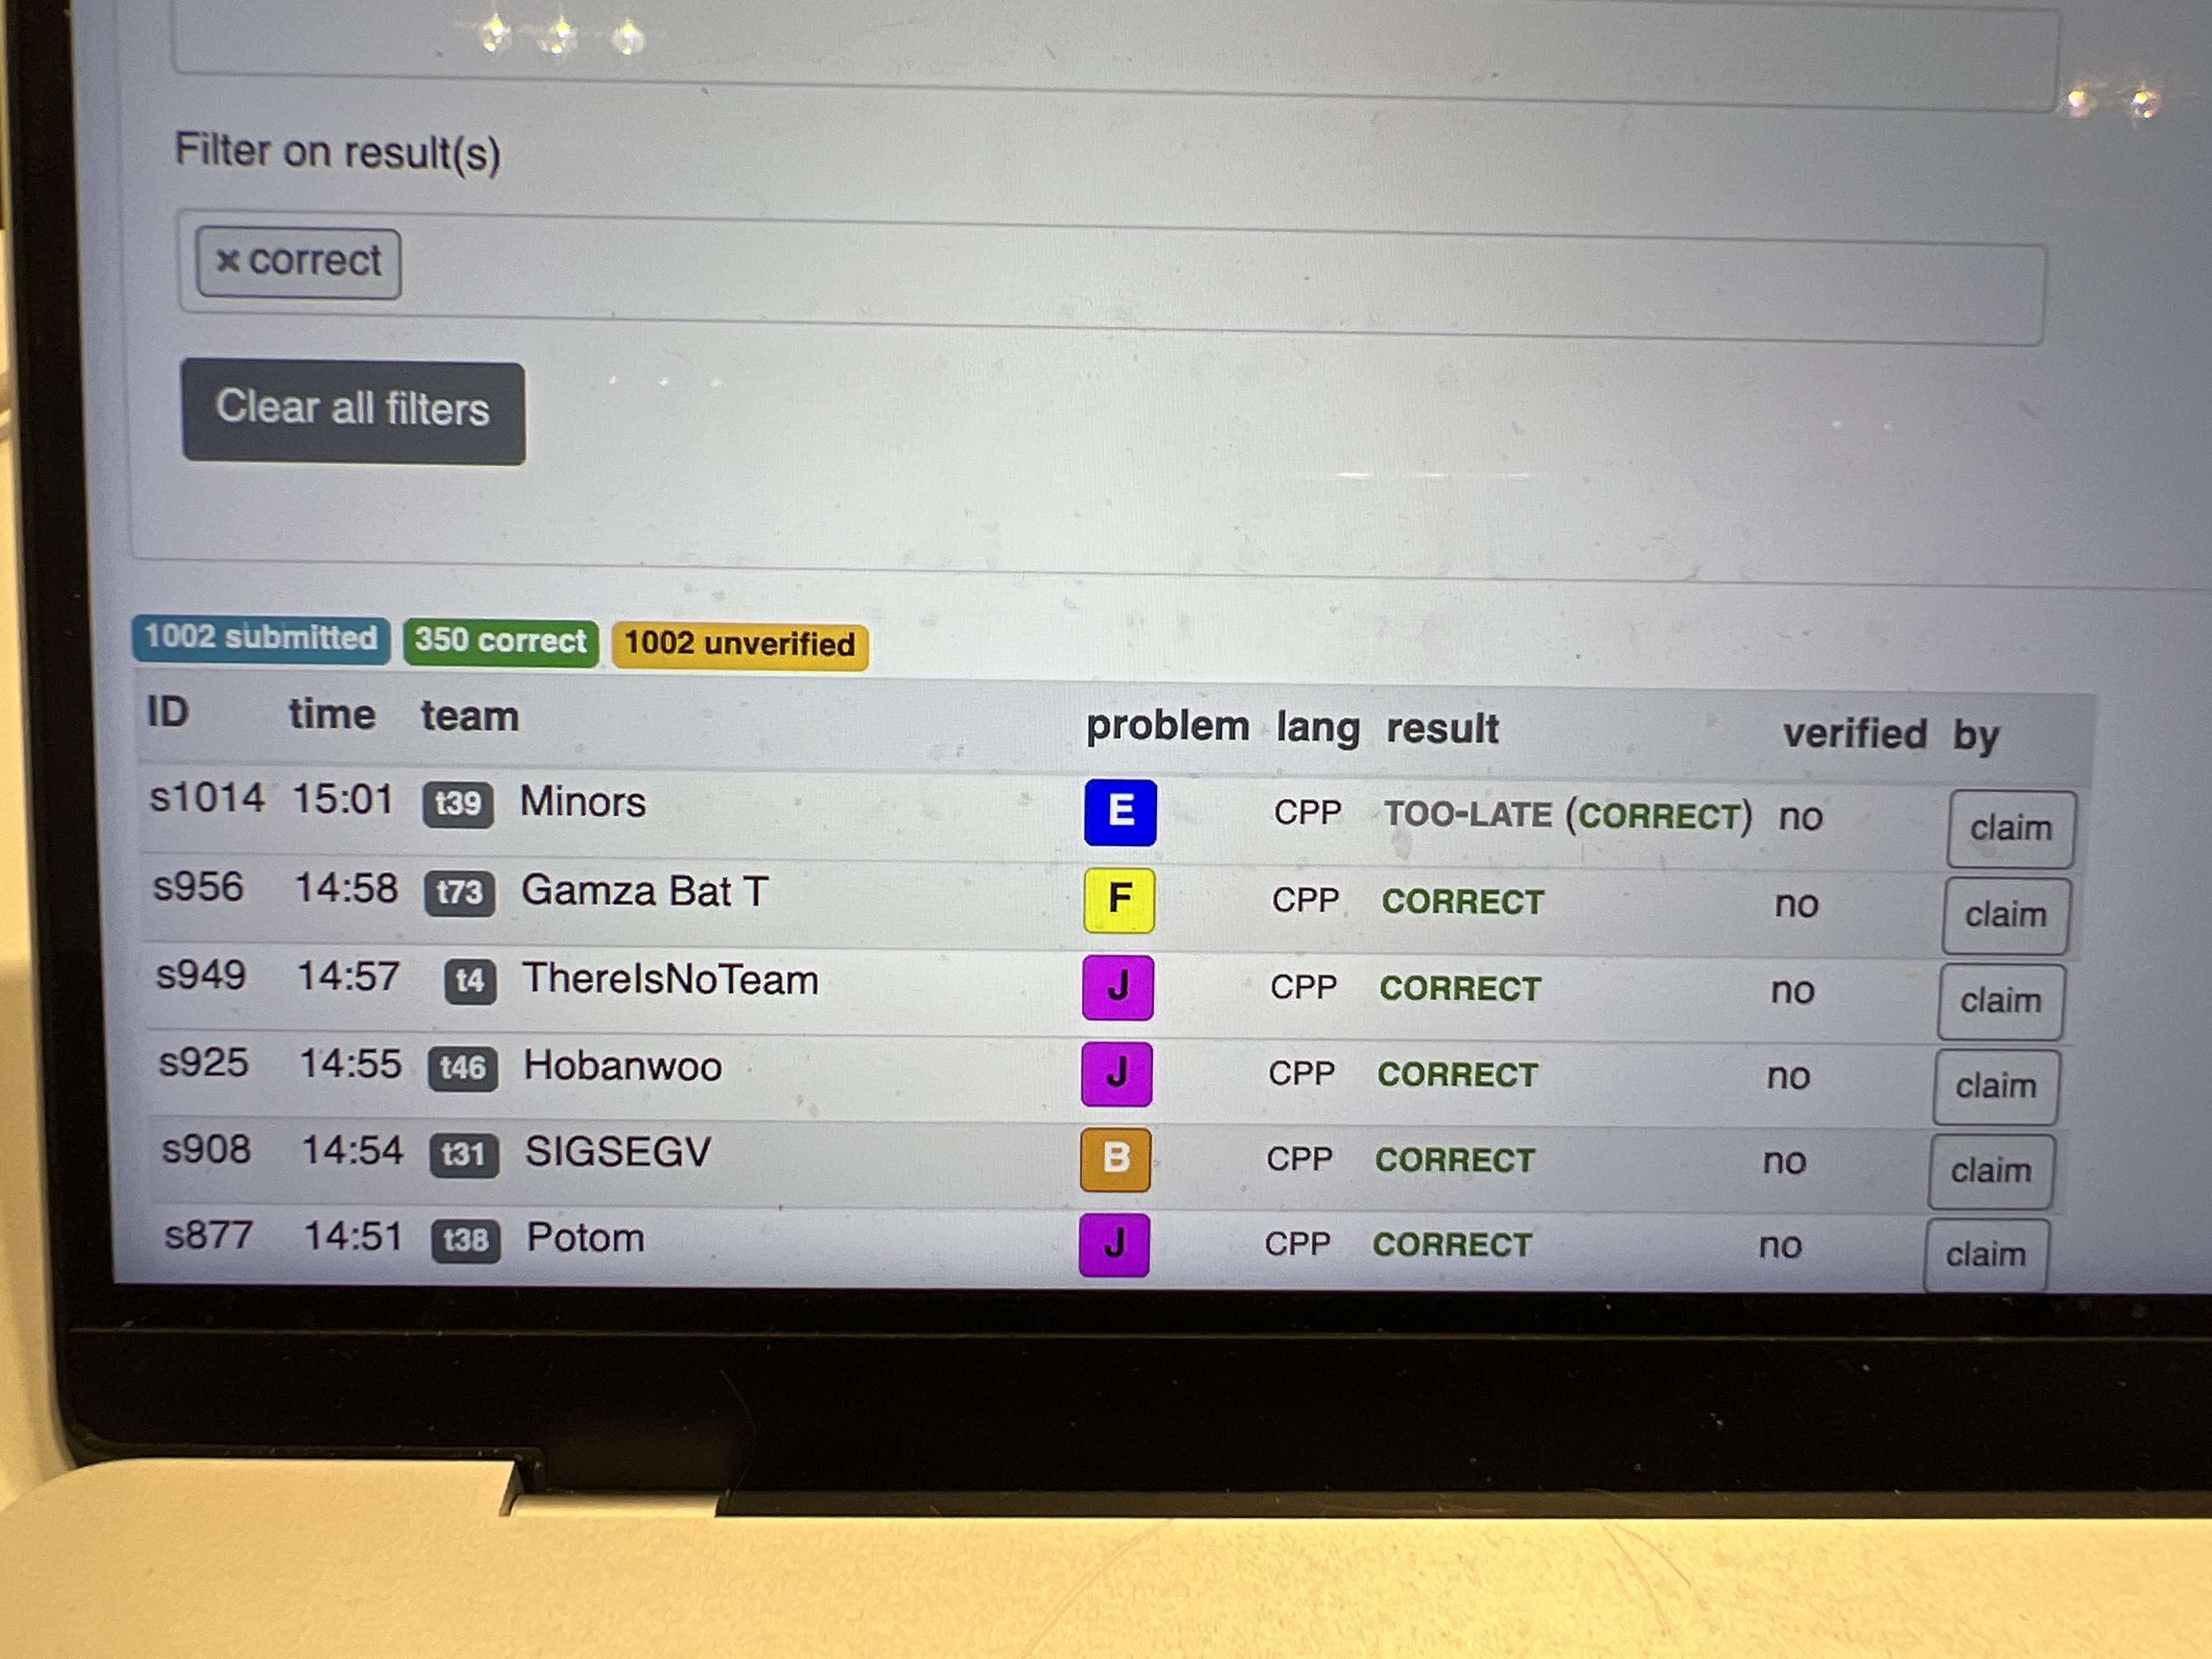 Filter on result(s)
× correct
Clear all filters
1002 submitted 350 correct 1002 unverified
ID time team problem lang result verified by
s1014 15:01 t39 Minors E CPP TOO-LATE (CORRECT) no claim
s956 14:58 t73 Gamza Bat T F CPP CORRECT no claim
s949 14:57 t4 ThereIsNoTeam J CPP CORRECT no claim
s925 14:55 t46 Hobanwoo J CPP CORRECT no claim
s908 14:54 t31 SIGSEGV B CPP CORRECT no claim
s877 14:51 t38 Potom J CPP CORRECT no claim